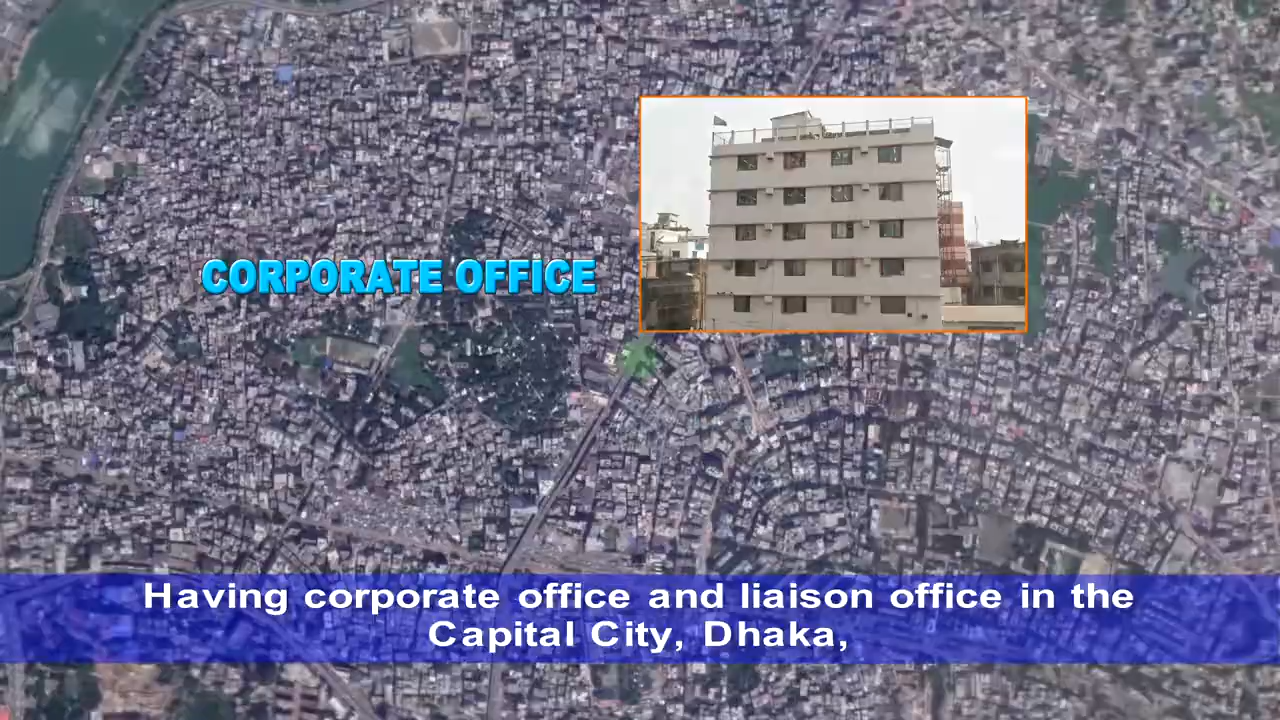 CORPORATE OFFICE
Having corporate office and liaison office in the
Capital City, Dhaka,